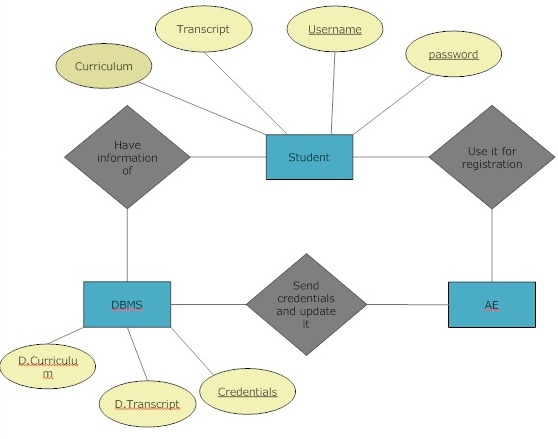 Transcript
Username
password
Curriculum
Have
information
of
Student
Use it for
registration
DBMS
Send
credentials
and update
it
AE
D.Curriculu
m
D.Transcript
Credentials